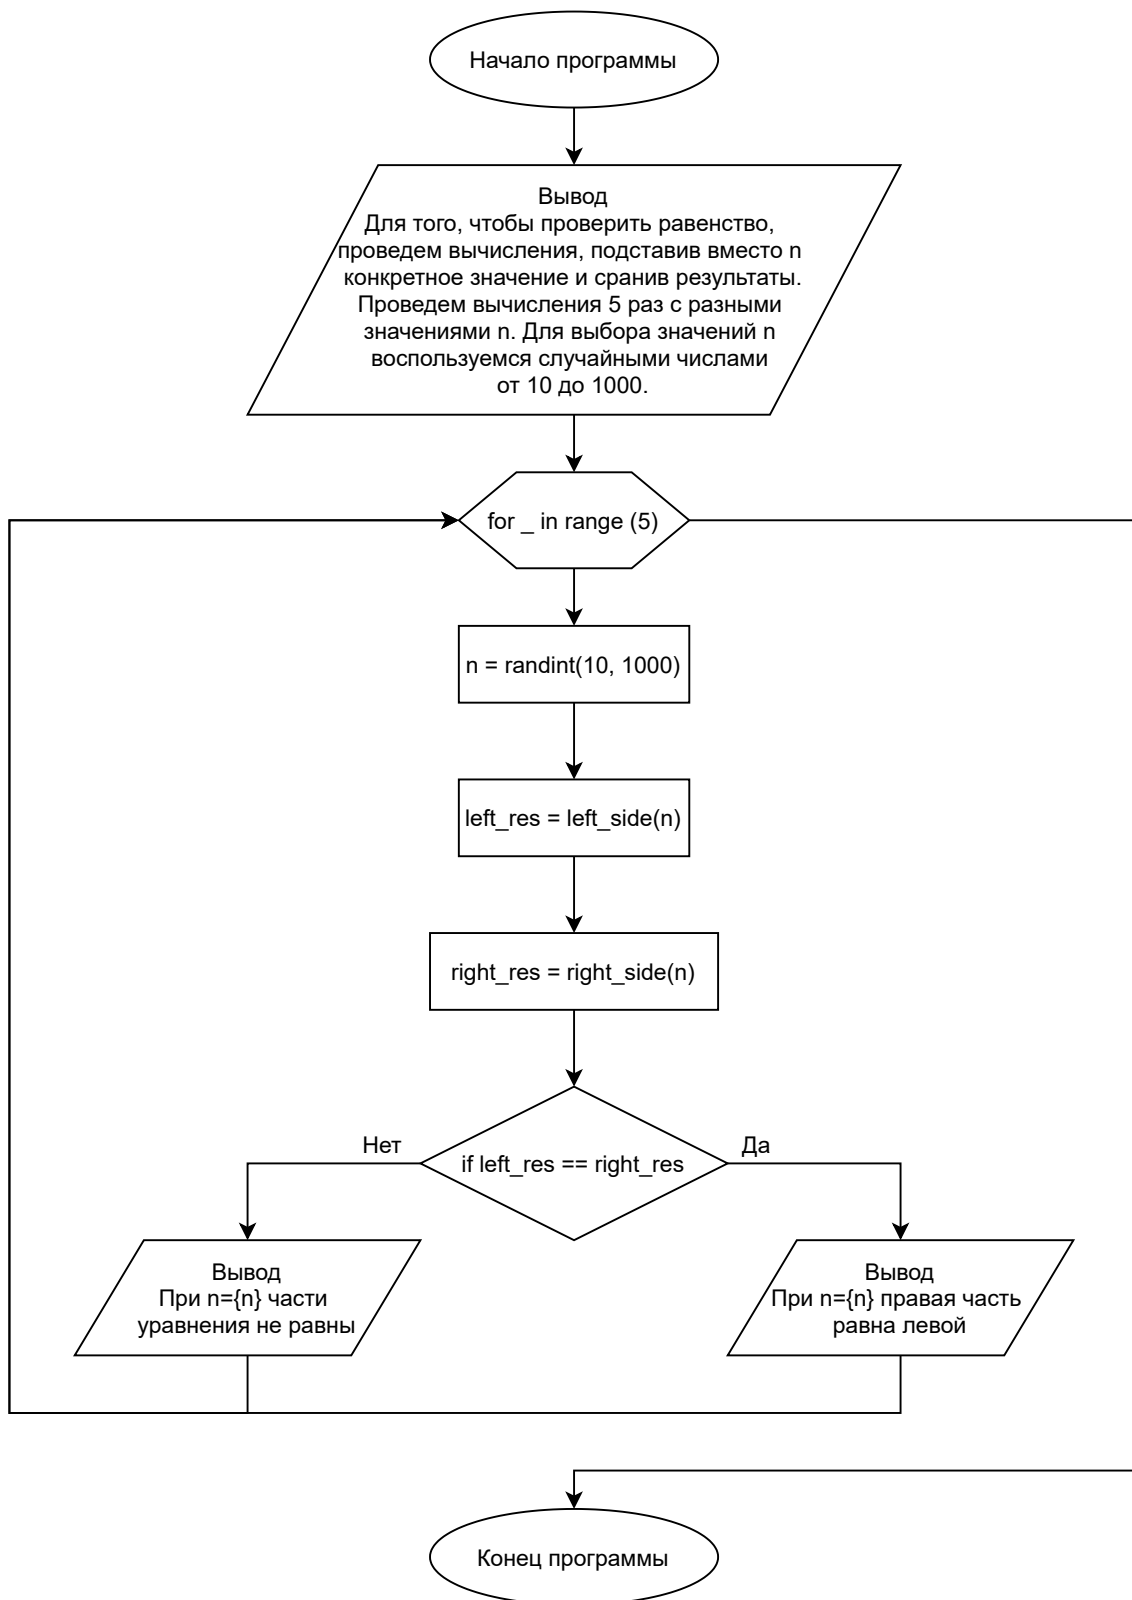 Начало программы
Вывод
Для того, чтобы проверить равенство,
проведем вычисления, подставив вместо n
конкретное значение и сранив результаты.
Проведем вычисления 5 раз с разными
значениями n. Для выбора значений n
воспользуемся случайными числами
от 10 до 1000.
for _ in range (5)
n = randint(10, 1000)
left_res = left_side(n)
right_res = right_side(n)
if left_res == right_res
Нет
Да
Вывод
При n={n} части
уравнения не равны
Вывод
При n={n} правая часть
равна левой
Конец программы